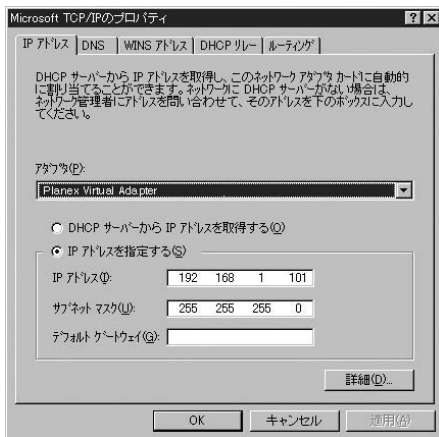 Microsoft TCP/IPのプロパティ
IP アドレス DNS WINS アドレス DHCP リレー ルーティング
DHCP サーバーから IP アドレスを取得し、このネットワーク アダプタ カードに自動的
に割り当てることができます。ネットワークに DHCP サーバーがない場合は、
ネットワーク管理者にアドレスを問い合わせて、そのアドレスを下のボックスに入力し
てください。
アダプタ(P):
Planex Virtual Adapter
DHCP サーバーから IP アドレスを取得する(O)
IP アドレスを指定する(S)
IP アドレス(I): 192 168 1 101
サブネット マスク(U): 255 255 255 0
デフォルト ゲートウェイ(G):
詳細(D)...
OK キャンセル 適用(A)